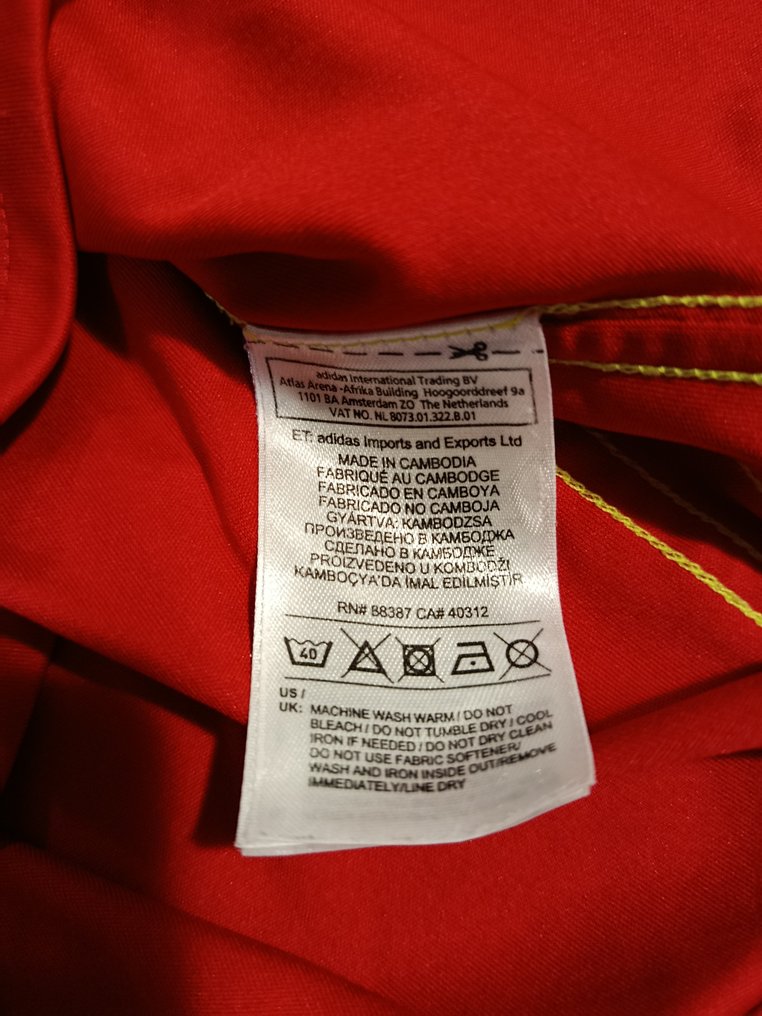 adidas International Trading BV
Atlas Arena -Afrika Building Hoogoorddreef 9a
1101 BA Amsterdam ZO The Netherlands
VAT NO. NL 8073.01.322.B.01
ET: adidas Imports and Exports Ltd
MADE IN CAMBODIA
FABRIQUÉ AU CAMBODGE
FABRICADO EN CAMBOYA
FABRICADO NO CAMBOJA
GYÁRTVA: KAMBODZSA
ПРОИЗВЕДЕНО В КАМБОДЖА
СДЕЛАНО В КАМБОДЖЕ
PROIZVEDENO U KOMBODŽI
KAMBOÇYA'DA İMAL EDİLMİŞTİR
RN# 88387 CA# 40312
40
US /
UK: MACHINE WASH WARM / DO NOT
BLEACH / DO NOT TUMBLE DRY / COOL
IRON IF NEEDED / DO NOT DRY CLEAN
DO NOT USE FABRIC SOFTENER/
WASH AND IRON INSIDE OUT/REMOVE
IMMEDIATELY/LINE DRY